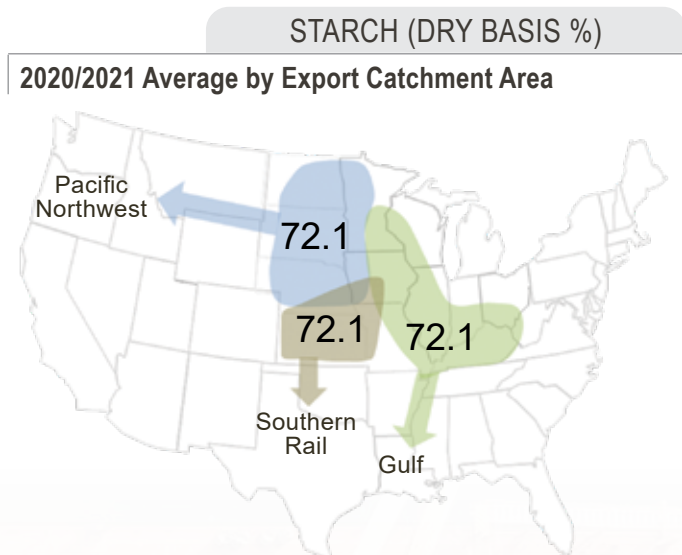 STARCH (DRY BASIS %)
2020/2021 Average by Export Catchment Area
Pacific
Northwest
72.1
72.1
72.1
Southern
Rail
Gulf